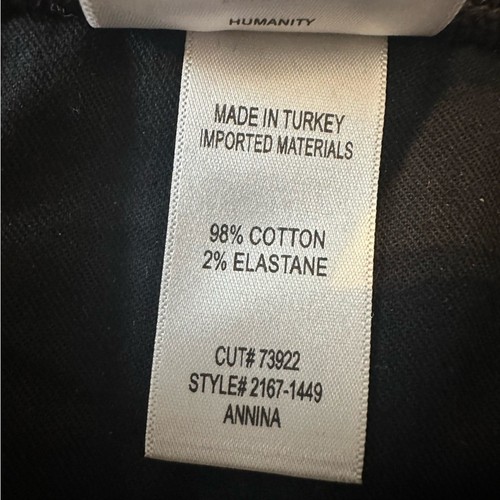 HUMANITY
MADE IN TURKEY
IMPORTED MATERIALS
98% COTTON
2% ELASTANE
CUT# 73922
STYLE# 2167-1449
ANNINA